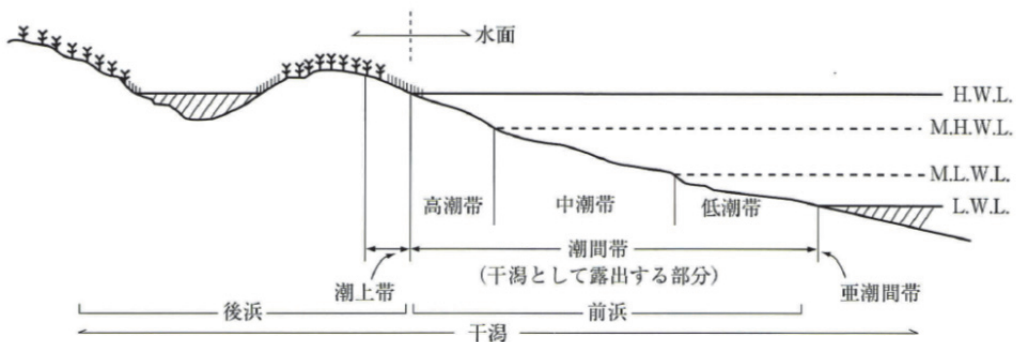 水面
H.W.L.
M.H.W.L.
M.L.W.L.
L.W.L.
高潮帯
中潮帯
低潮帯
潮間帯
(干潟として露出する部分)
潮上帯
亜潮間帯
後浜
前浜
干潟